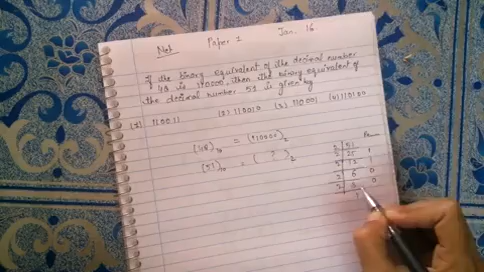 Net Paper 1 Jan. 16
If the binary equivalent of the decimal number
48 is 110000, then the binary equivalent of
the decimal number 51 is given by
(1) 110011 (2) 110010 (3) 110001 (4) 110100
(48)10 = (110000)2
(51)10 = ( ? )2
2 51
2 25 1
2 12 1
2 6 0
2 3 0
1